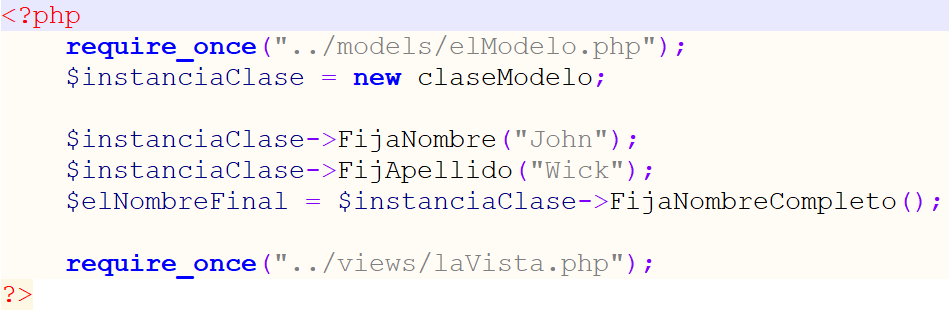 <?php
require_once("../models/elModelo.php");
$instanciaClase = new claseModelo;
$instanciaClase->FijaNombre("John");
$instanciaClase->FijApellido("Wick");
$elNombreFinal = $instanciaClase->FijaNombreCompleto();
require_once("../views/laVista.php");
?>